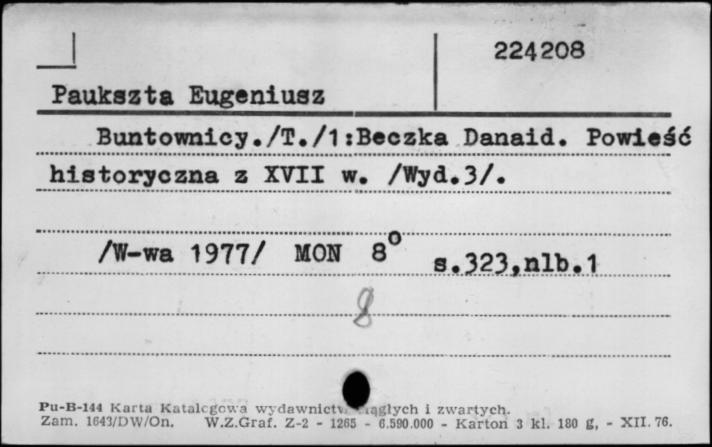 224208
Paukszta Eugeniusz
Buntownicy./T./1:Beczka Danaid. Powieść
historyczna z XVII w. /Wyd.3/.
/W-wa 1977/ MON 8° s.323,nlb.1
8
Pu-B-144 Karta Katalogowa wydawnictw ciągłych i zwartych.
Zam. 1643/DW/On. W.Z.Graf. Z-2 - 1265 - 6.590.000 - Karton 3 kl. 180 g, - XII. 76.